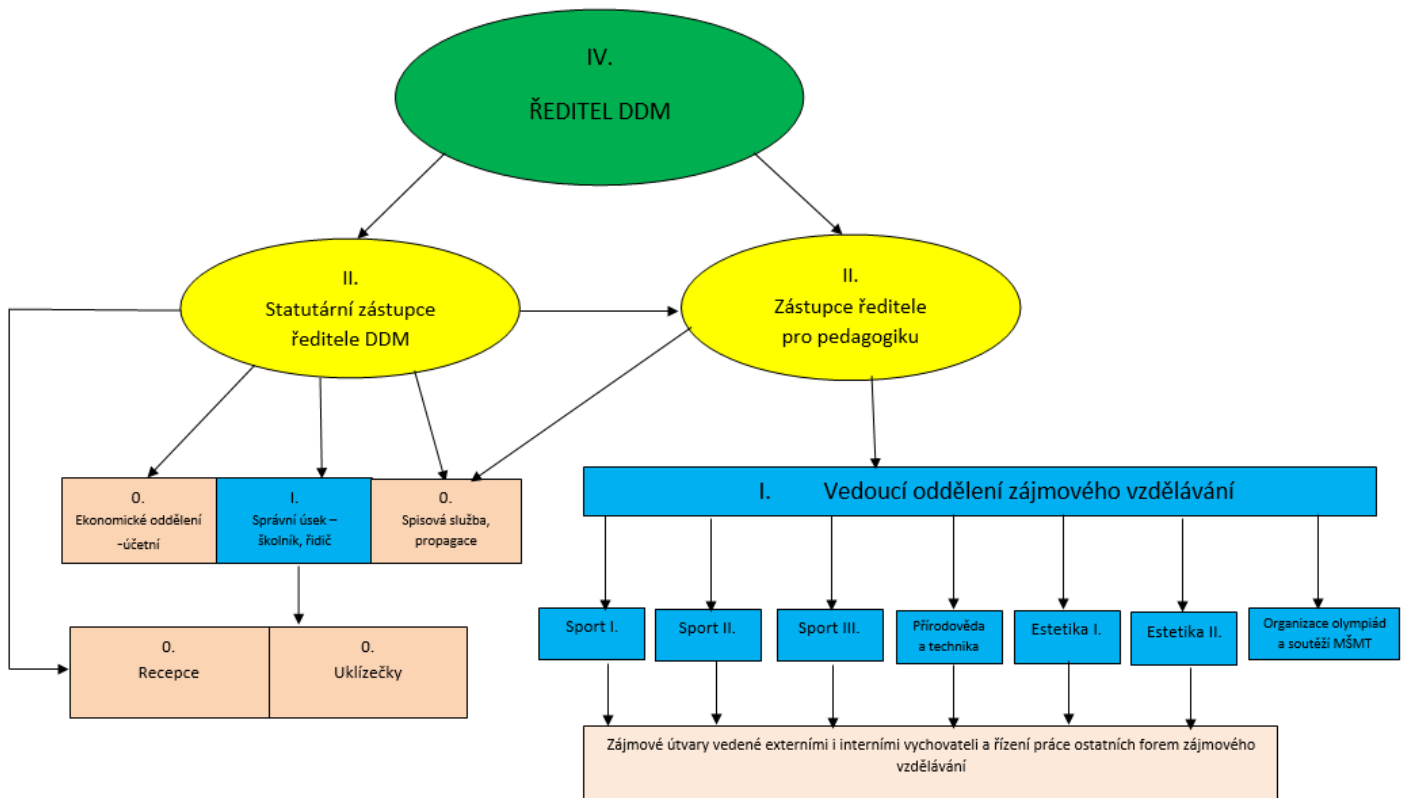 IV.
ŘEDITEL DDM
II.
Statutární zástupce
ředitele DDM
II.
Zástupce ředitele
pro pedagogiku
0.
Ekonomické oddělení
-účetní
I.
Správní úsek –
školník, řidič
0.
Spisová služba,
propagace
I. Vedoucí oddělení zájmového vzdělávání
0.
Recepce
0.
Uklízečky
Sport I.
Sport II.
Sport III.
Přírodověda
a technika
Estetika I.
Estetika II.
Organizace olympiád
a soutěží MŠMT
Zájmové útvary vedené externími i interními vychovateli a řízení práce ostatních forem zájmového
vzdělávání